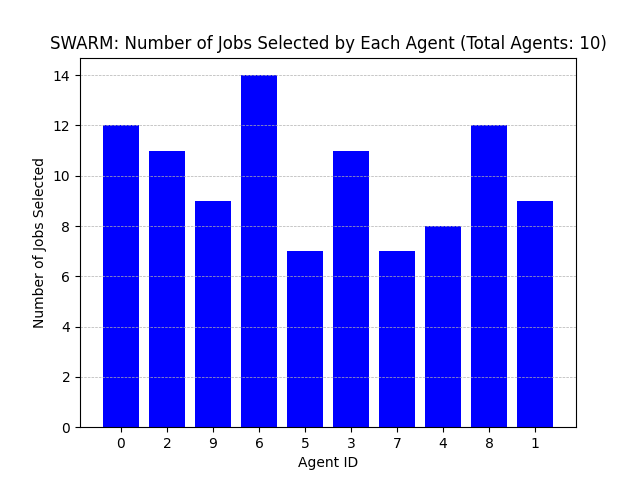 SWARM: Number of Jobs Selected by Each Agent (Total Agents: 10)
Number of Jobs Selected
14
12
10
8
6
4
2
0
0 2 9 6 5 3 7 4 8 1
Agent ID